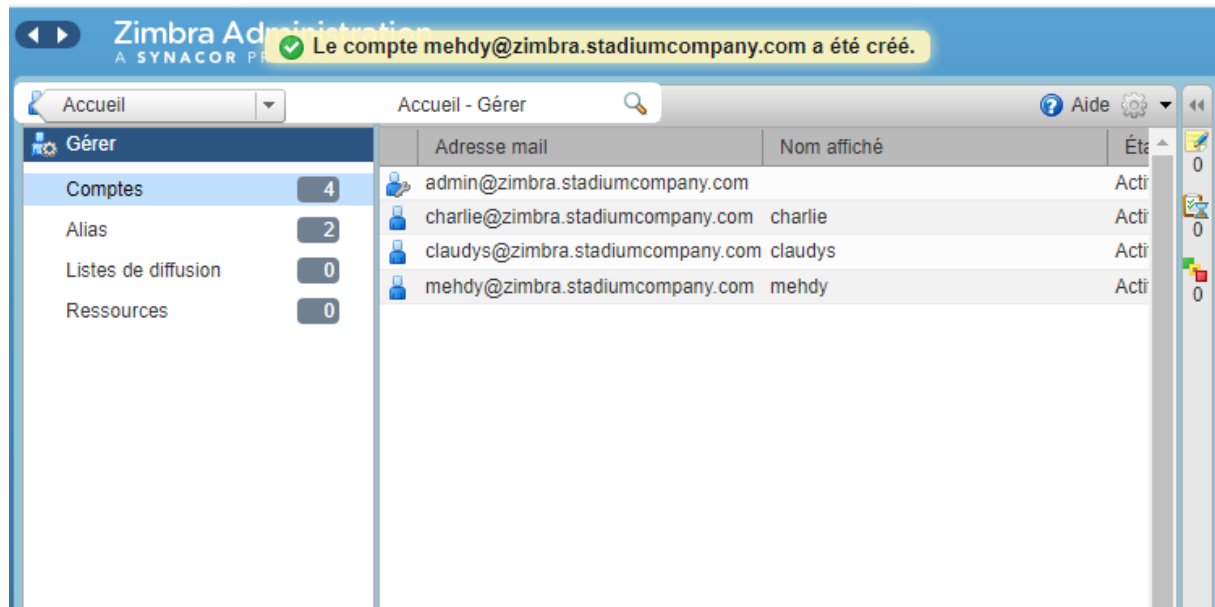 Zimbra Administration
A SYNACOR PR
Le compte mehdy@zimbra.stadiumcompany.com a été créé.
Accueil
Accueil - Gérer
Aide
Gérer
Adresse mail Nom affiché Éta
0
Comptes 4
admin@zimbra.stadiumcompany.com Acti
Alias 2
charlie@zimbra.stadiumcompany.com charlie Acti
0
Listes de diffusion 0
claudys@zimbra.stadiumcompany.com claudys Acti
mehdy@zimbra.stadiumcompany.com mehdy Acti
0
Ressources 0